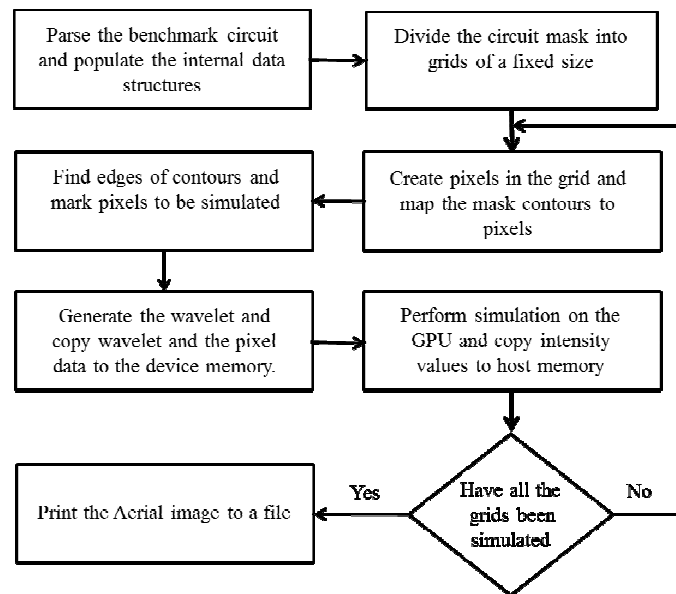 Parse the benchmark circuit
and populate the internal data
structures
Divide the circuit mask into
grids of a fixed size
Create pixels in the grid and
map the mask contours to
pixels
Find edges of contours and
mark pixels to be simulated
Generate the wavelet and
copy wavelet and the pixel
data to the device memory.
Perform simulation on the
GPU and copy intensity
values to host memory
Have all the
grids been
simulated
Yes
No
Print the Aerial image to a file